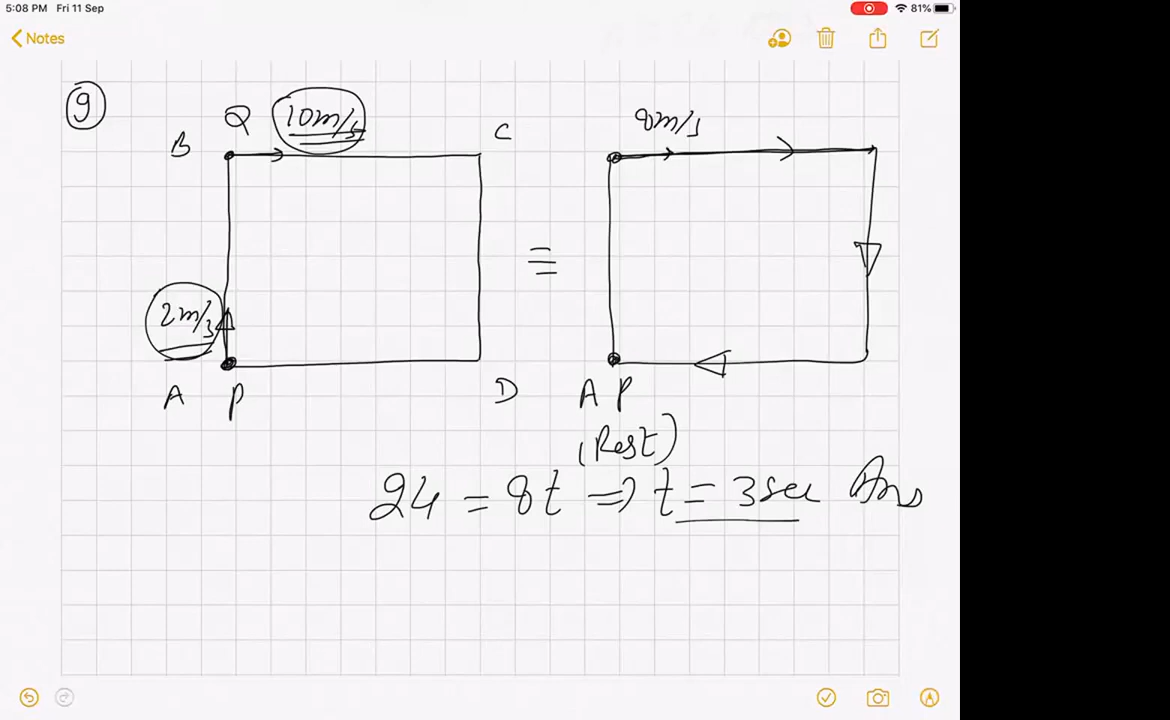 5:08 PM Fri 11 Sep
81%
Notes
9
Q 10m/s
B
C
8m/s
2m/s
=
A P
D
A P
(Rest)
24 = 8t ⇒ t = 3sec Ans